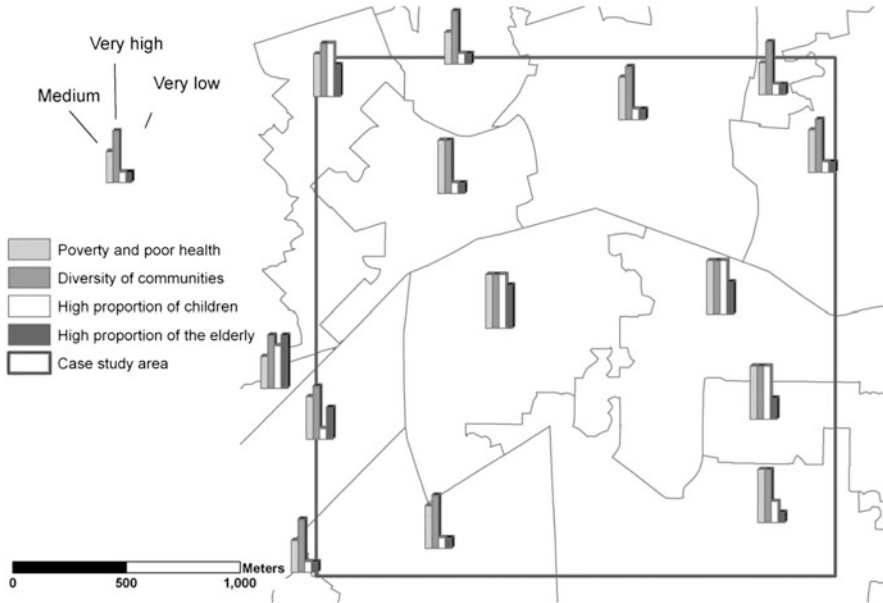 Very high
Medium
Very low
Poverty and poor health
Diversity of communities
High proportion of children
High proportion of the elderly
Case study area
Meters
0 500 1,000